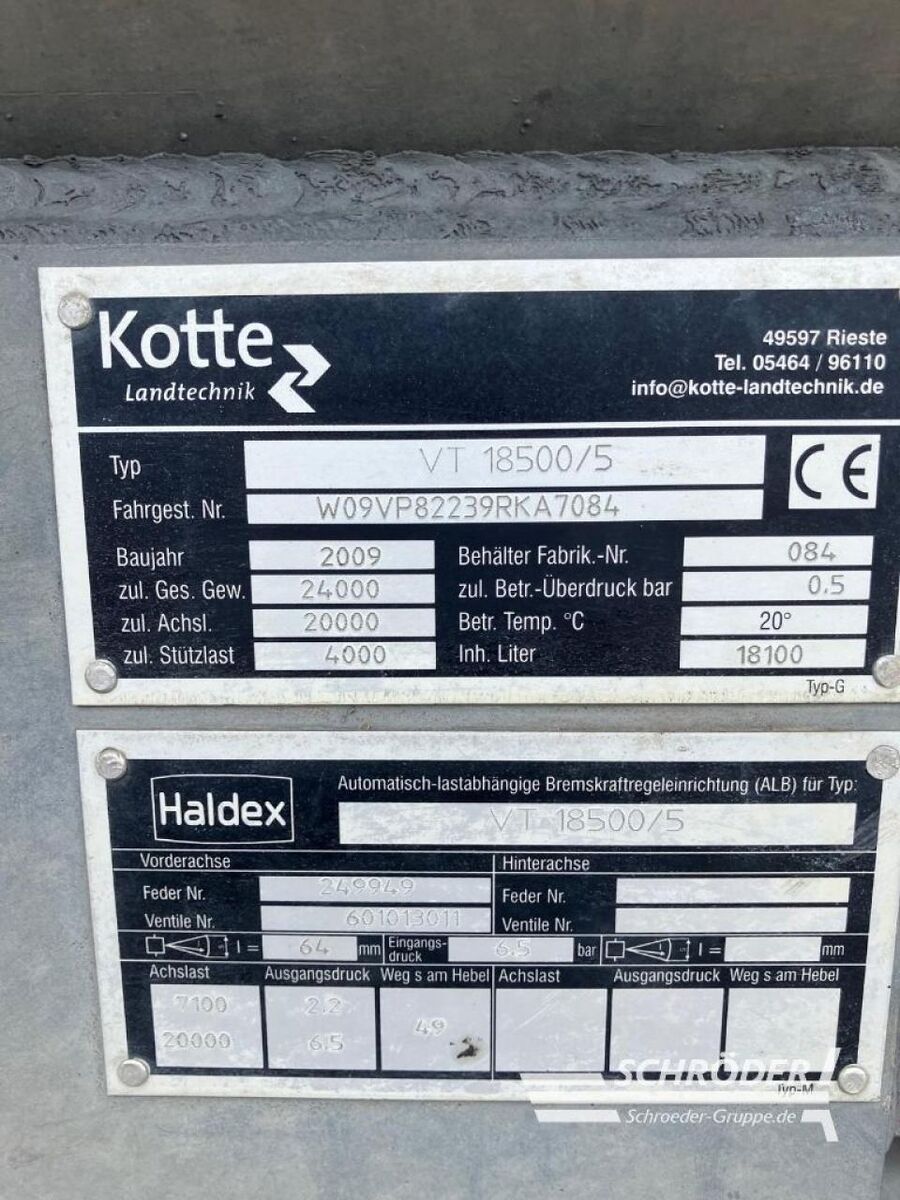 Kotte
Landtechnik
49597 Rieste
Tel. 05464 / 96110
info@kotte-landtechnik.de
Typ VT 18500/5
CE
Fahrgest. Nr. W09VP82239RKA7084
Baujahr 2009 Behälter Fabrik.-Nr. 084
zul. Ges. Gew. 24000 zul. Betr.-Überdruck bar 0.5
zul. Achsl. 20000 Betr. Temp. °C 20°
zul. Stützlast 4000 Inh. Liter 18100
Typ-G
Haldex
Automatisch-lastabhängige Bremskraftregeleinrichtung (ALB) für Typ:
VT 18500/5
Vorderachse Hinterachse
Feder Nr. 249949 Feder Nr.
Ventile Nr. 601013011 Ventile Nr.
l = 64 mm Eingangs-druck 6.5 bar l = mm
Achslast Ausgangsdruck Weg s am Hebel Achslast Ausgangsdruck Weg s am Hebel
7100 2.2
49
20000 6.5
Typ-M
SCHRÖDER
Schroeder-Gruppe.de